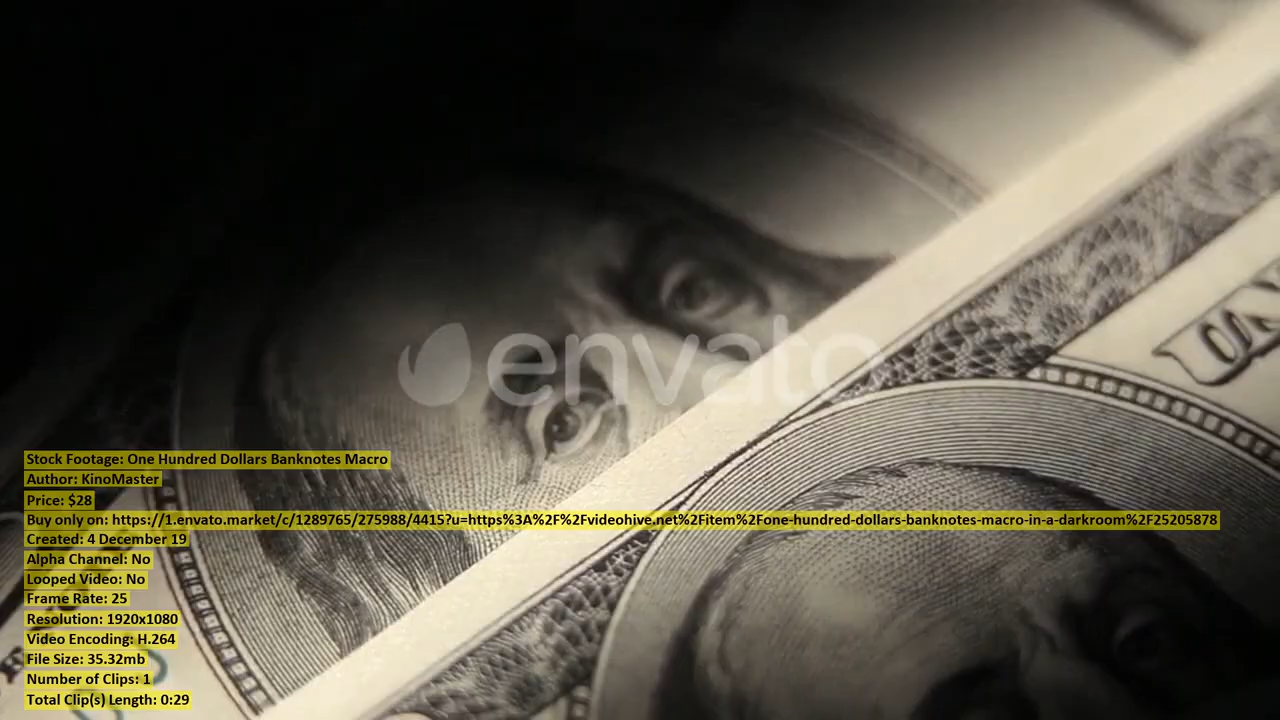 envato
UN
Stock Footage: One Hundred Dollars Banknotes Macro
Author: KinoMaster
Price: $28
Buy only on: https://1.envato.market/c/1289765/275988/4415?u=https%3A%2F%2Fvideohive.net%2Fitem%2Fone-hundred-dollars-banknotes-macro-in-a-darkroom%2F25205878
Created: 4 December 19
Alpha Channel: No
Looped Video: No
Frame Rate: 25
Resolution: 1920x1080
Video Encoding: H.264
File Size: 35.32mb
Number of Clips: 1
Total Clip(s) Length: 0:29